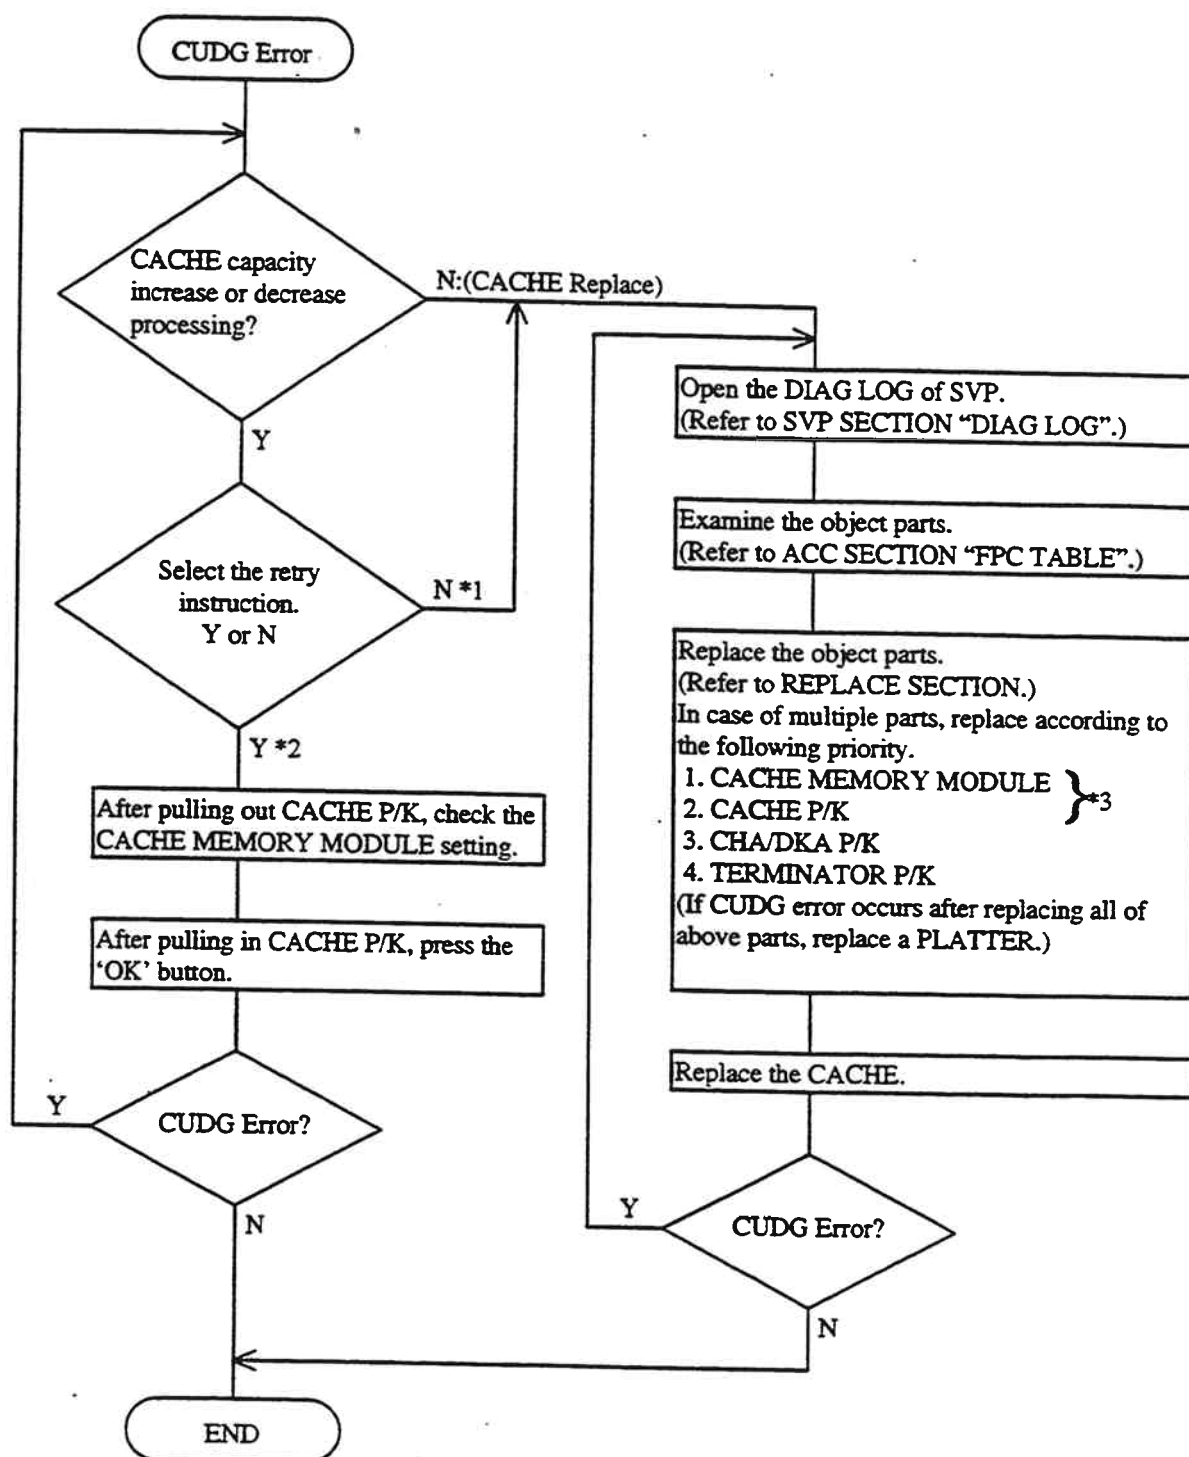 CUDG Error
CACHE capacity
increase or decrease
processing?
N:(CACHE Replace)
Y
Select the retry
instruction.
Y or N
N *1
Y *2
After pulling out CACHE P/K, check the
CACHE MEMORY MODULE setting.
After pulling in CACHE P/K, press the
‘OK’ button.
CUDG Error?
Y
N
Open the DIAG LOG of SVP.
(Refer to SVP SECTION “DIAG LOG”.)
Examine the object parts.
(Refer to ACC SECTION “FPC TABLE”.)
Replace the object parts.
(Refer to REPLACE SECTION.)
In case of multiple parts, replace according to
the following priority.
1. CACHE MEMORY MODULE
2. CACHE P/K
*3
3. CHA/DKA P/K
4. TERMINATOR P/K
(If CUDG error occurs after replacing all of
above parts, replace a PLATTER.)
Replace the CACHE.
Y
CUDG Error?
N
END